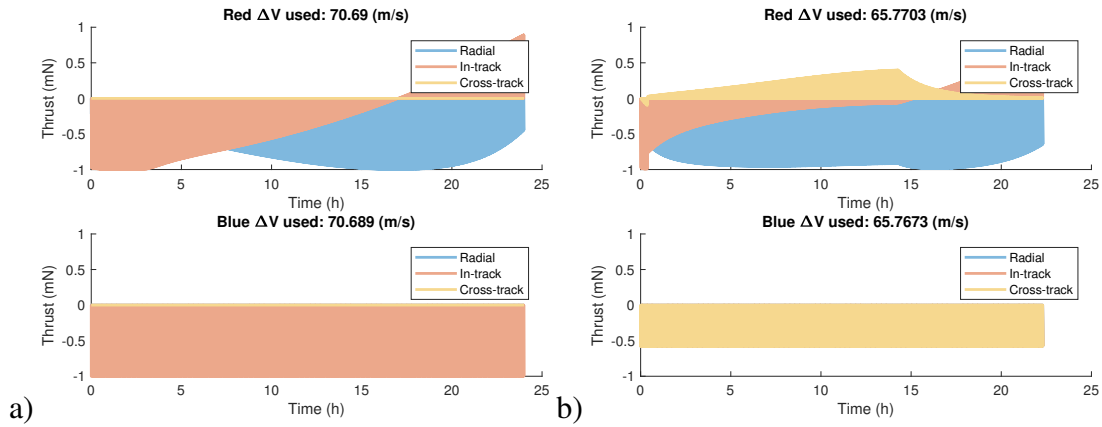 Red ΔV used: 70.69 (m/s)
Thrust (mN)
1
0.5
0
-0.5
-1
Radial
In-track
Cross-track
0 5 10 15 20 25
Time (h)
Blue ΔV used: 70.689 (m/s)
Thrust (mN)
1
0.5
0
-0.5
-1
Radial
In-track
Cross-track
0 5 10 15 20 25
Time (h)
a)
Red ΔV used: 65.7703 (m/s)
Thrust (mN)
1
0.5
0
-0.5
-1
Radial
In-track
Cross-track
0 5 10 15 20 25
Time (h)
Blue ΔV used: 65.7673 (m/s)
Thrust (mN)
1
0.5
0
-0.5
-1
Radial
In-track
Cross-track
0 5 10 15 20 25
Time (h)
b)